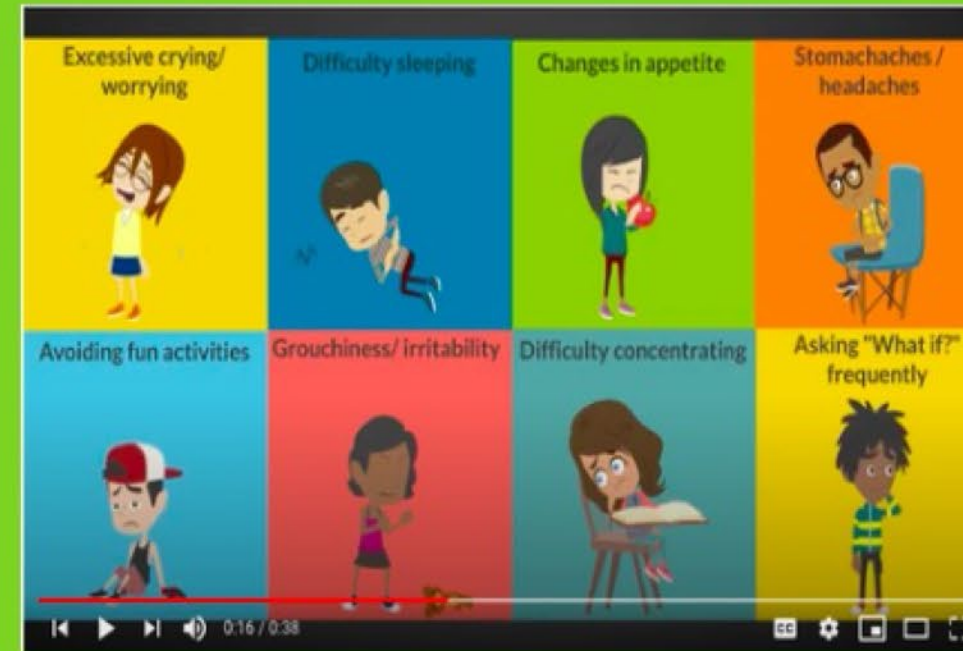 Excessive crying/
worrying
Difficulty sleeping
Changes in appetite
Stomachaches /
headaches
Avoiding fun activities
Grouchiness/ irritability
Difficulty concentrating
Asking "What if?"
frequently
0:16 / 0:38
CC